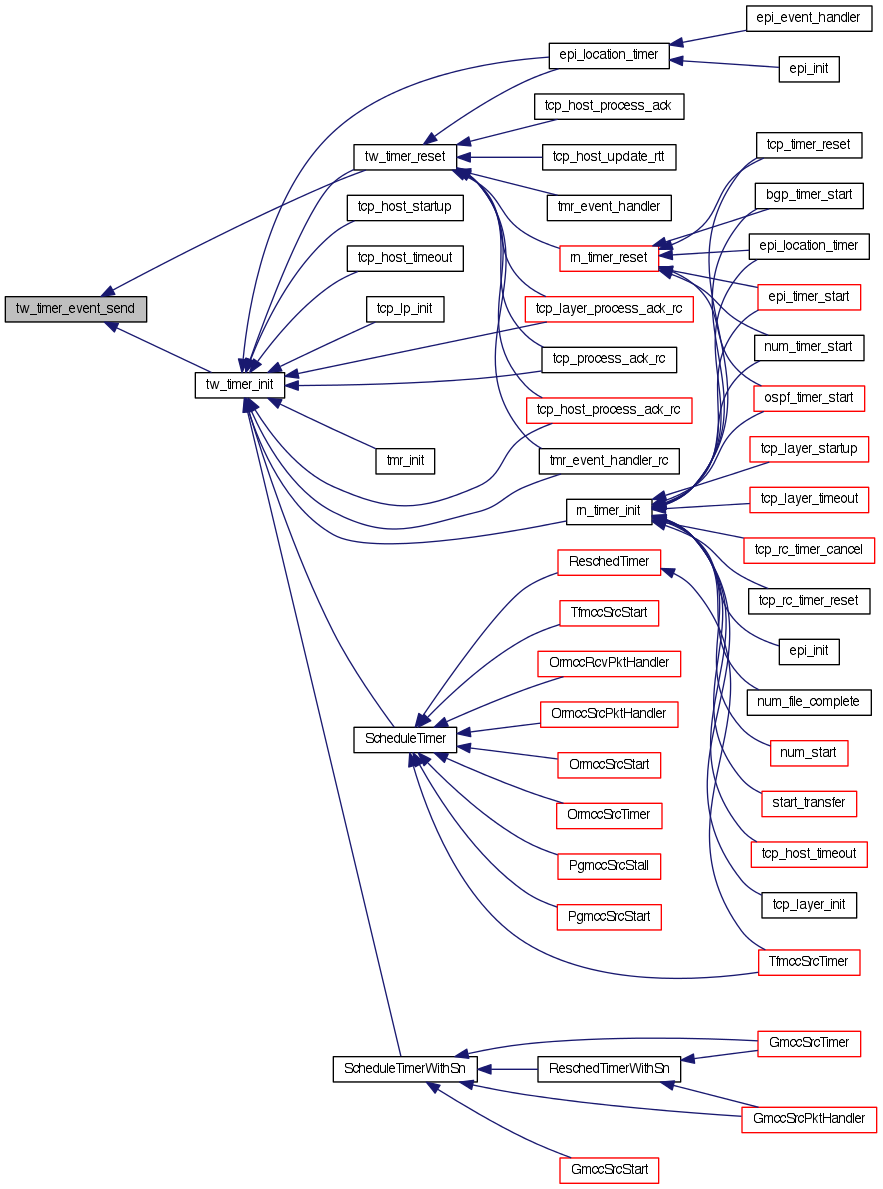 epi_event_handler
epi_location_timer
epi_init
tcp_host_process_ack
tcp_timer_reset
tw_timer_reset
tcp_host_update_rtt
bgp_timer_start
tcp_host_startup
tmr_event_handler
epi_location_timer
tcp_host_timeout
rn_timer_reset
epi_timer_start
tw_timer_event_send
tcp_lp_init
tcp_layer_process_ack_rc
num_timer_start
tcp_process_ack_rc
tw_timer_init
ospf_timer_start
tcp_host_process_ack_rc
tcp_layer_startup
tmr_init
tmr_event_handler_rc
tcp_layer_timeout
rn_timer_init
tcp_rc_timer_cancel
ReschedTimer
tcp_rc_timer_reset
TfmccSrcStart
epi_init
OrmccRcvPktHandler
num_file_complete
OrmccSrcPktHandler
ScheduleTimer
num_start
OrmccSrcStart
start_transfer
OrmccSrcTimer
tcp_host_timeout
PgmccSrcStall
tcp_layer_init
PgmccSrcStart
TfmccSrcTimer
GmccSrcTimer
ScheduleTimerWithSn
ReschedTimerWithSn
GmccSrcPktHandler
GmccSrcStart